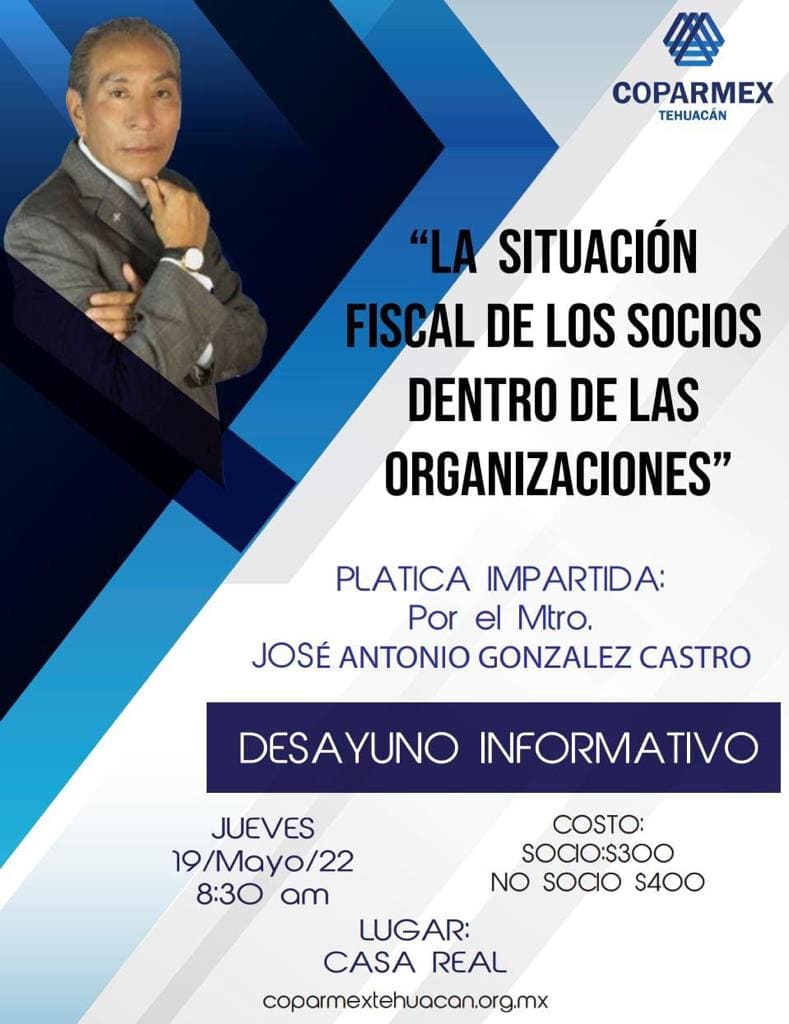 COPARMEX
TEHUACÁN
“LA SITUACIÓN
FISCAL DE LOS SOCIOS
DENTRO DE LAS
ORGANIZACIONES”
PLATICA IMPARTIDA:
Por el Mtro.
JOSÉ ANTONIO GONZALEZ CASTRO
DESAYUNO INFORMATIVO
JUEVES
19/Mayo/22
8:30 am
COSTO:
SOCIO:$300
NO SOCIO $400
LUGAR:
CASA REAL
coparmextehuacan.org.mx